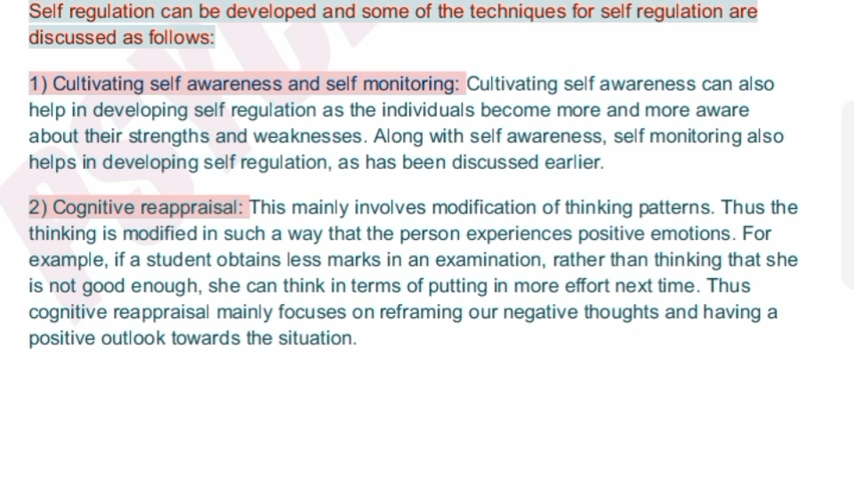 Self regulation can be developed and some of the techniques for self regulation are
discussed as follows:
1) Cultivating self awareness and self monitoring: Cultivating self awareness can also
help in developing self regulation as the individuals become more and more aware
about their strengths and weaknesses. Along with self awareness, self monitoring also
helps in developing self regulation, as has been discussed earlier.
2) Cognitive reappraisal: This mainly involves modification of thinking patterns. Thus the
thinking is modified in such a way that the person experiences positive emotions. For
example, if a student obtains less marks in an examination, rather than thinking that she
is not good enough, she can think in terms of putting in more effort next time. Thus
cognitive reappraisal mainly focuses on reframing our negative thoughts and having a
positive outlook towards the situation.